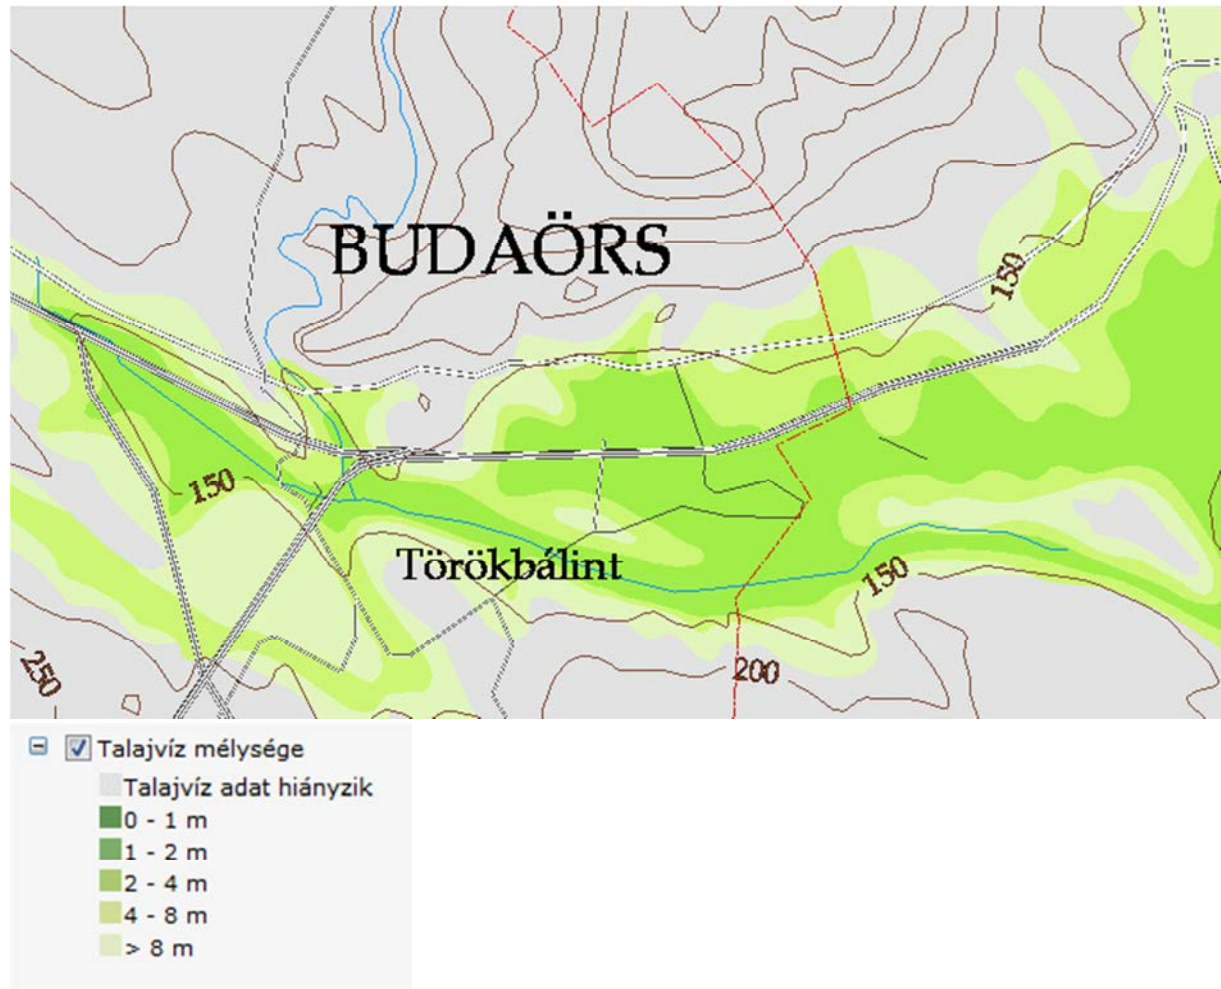 BUDAÖRS
150
150
Törökbálint
150
250
200
Talajvíz mélysége
Talajvíz adat hiányzik
0 - 1 m
1 - 2 m
2 - 4 m
4 - 8 m
> 8 m